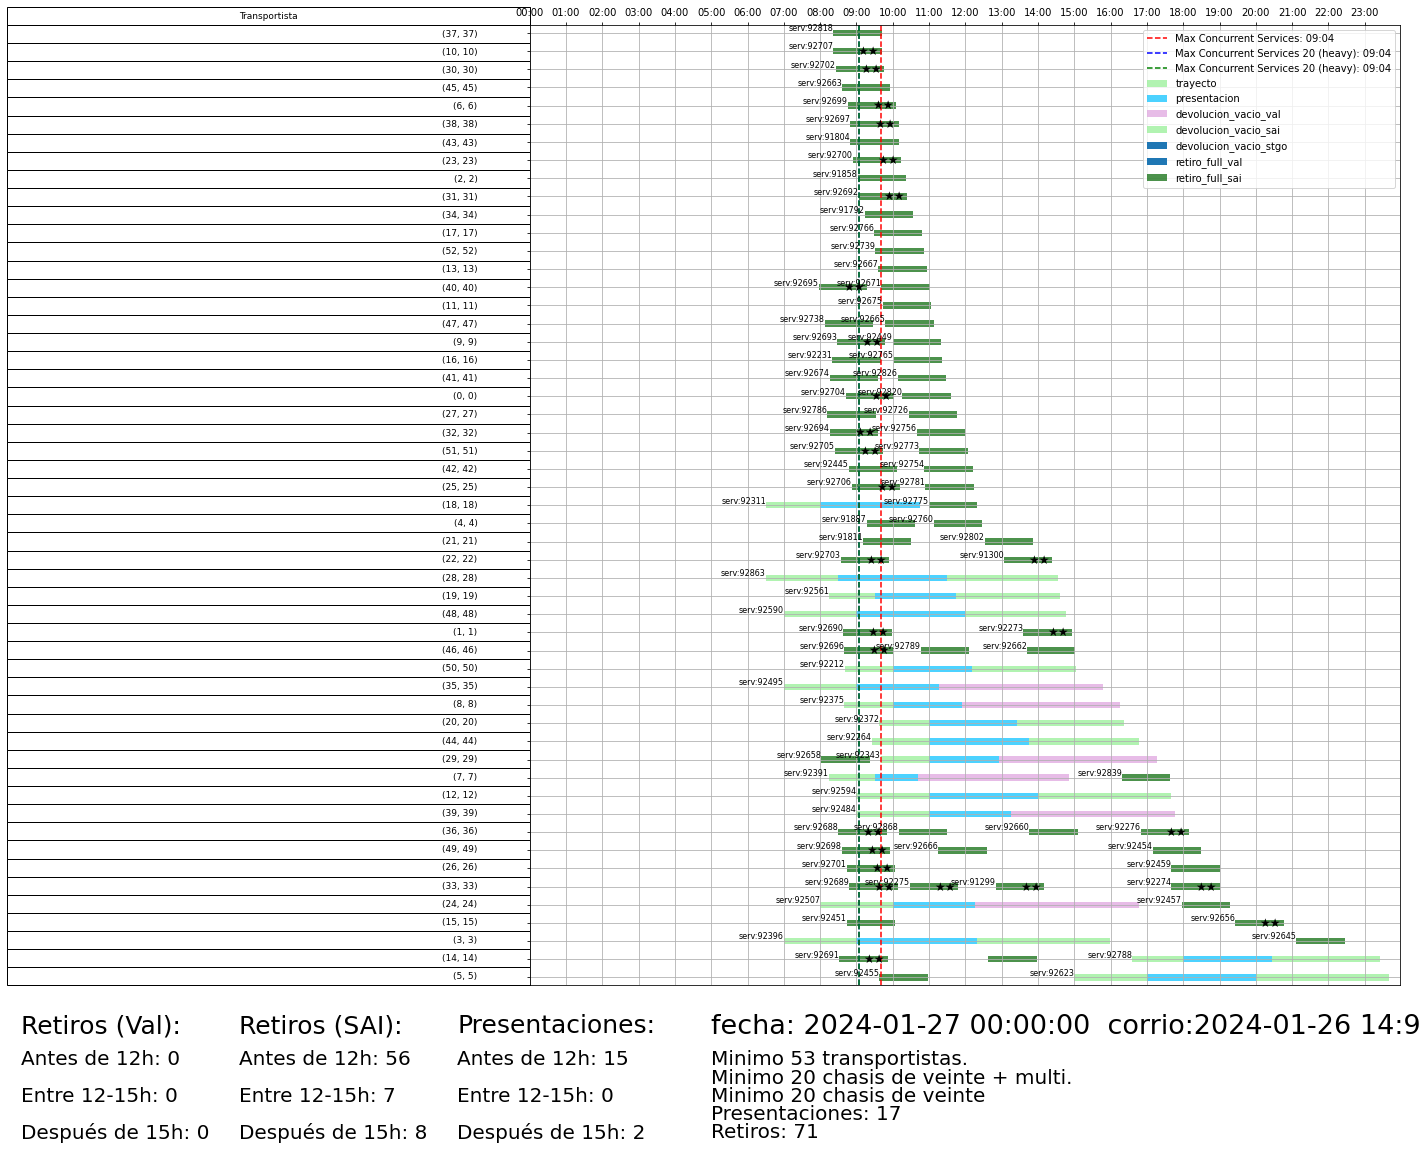 Transportista
00:00 01:00 02:00 03:00 04:00 05:00 06:00 07:00 08:00 09:00 10:00 11:00 12:00 13:00 14:00 15:00 16:00 17:00 18:00 19:00 20:00 21:00 22:00 23:00
Max Concurrent Services: 09:04
Max Concurrent Services 20 (heavy): 09:04
Max Concurrent Services 20 (heavy): 09:04
trayecto
presentacion
devolucion_vacio_val
devolucion_vacio_sai
devolucion_vacio_stgo
retiro_full_val
retiro_full_sai
(37, 37) serv:92818
(10, 10) serv:92707
(30, 30) serv:92702
(45, 45) serv:92663
(6, 6) serv:92699
(38, 38) serv:92697
(43, 43) serv:91804
(23, 23) serv:92700
(2, 2) serv:91858
(31, 31) serv:92692
(34, 34) serv:91792
(17, 17) serv:92766
(52, 52) serv:92739
(13, 13) serv:92667
(40, 40) serv:92695 serv:92671
(11, 11) serv:92675
(47, 47) serv:92738 serv:92665
(9, 9) serv:92693 serv:92449
(16, 16) serv:92231 serv:92765
(41, 41) serv:92674 serv:92826
(0, 0) serv:92704 serv:92820
(27, 27) serv:92786 serv:92726
(32, 32) serv:92694 serv:92756
(51, 51) serv:92705 serv:92773
(42, 42) serv:92445 serv:92754
(25, 25) serv:92706 serv:92781
(18, 18) serv:92311 serv:92775
(4, 4) serv:91887 serv:92760
(21, 21) serv:91811 serv:92802
(22, 22) serv:92703 serv:91300
(28, 28) serv:92863
(19, 19) serv:92561
(48, 48) serv:92590
(1, 1) serv:92690 serv:92273
(46, 46) serv:92696 serv:92789 serv:92662
(50, 50) serv:92212
(35, 35) serv:92495
(8, 8) serv:92375
(20, 20) serv:92372
(44, 44) serv:92264
(29, 29) serv:92658 serv:92343
(7, 7) serv:92391 serv:92839
(12, 12) serv:92594
(39, 39) serv:92484
(36, 36) serv:92688 serv:92868 serv:92660 serv:92276
(49, 49) serv:92698 serv:92666 serv:92454
(26, 26) serv:92701 serv:92459
(33, 33) serv:92689 serv:92275 serv:91299 serv:92274
(24, 24) serv:92507 serv:92457
(15, 15) serv:92451 serv:92656
(3, 3) serv:92396 serv:92645
(14, 14) serv:92691 serv:92788
(5, 5) serv:92455 serv:92623
Retiros (Val):
Antes de 12h: 0
Entre 12-15h: 0
Después de 15h: 0
Retiros (SAI):
Antes de 12h: 56
Entre 12-15h: 7
Después de 15h: 8
Presentaciones:
Antes de 12h: 15
Entre 12-15h: 0
Después de 15h: 2
fecha: 2024-01-27 00:00:00 corrio:2024-01-26 14:9
Minimo 53 transportistas.
Minimo 20 chasis de veinte + multi.
Minimo 20 chasis de veinte
Presentaciones: 17
Retiros: 71